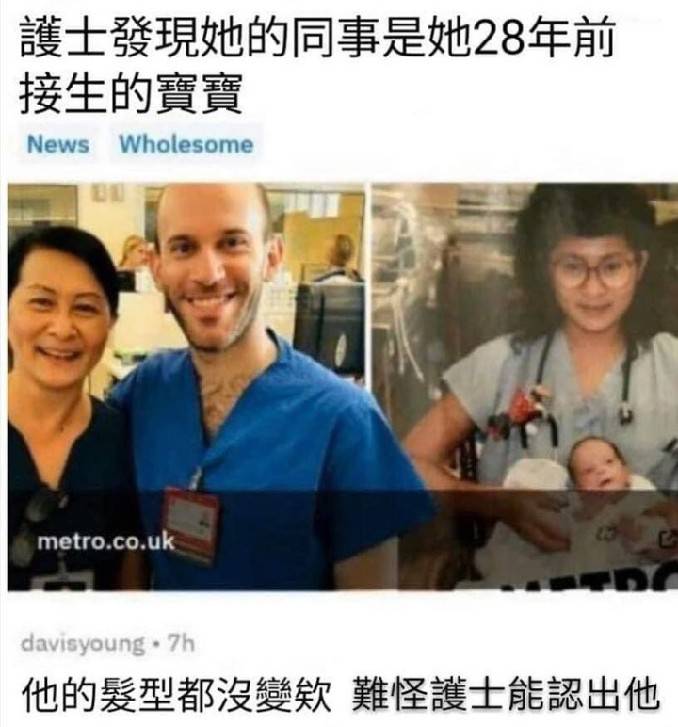 護士發現她的同事是她28年前
接生的寶寶
News Wholesome
metro.co.uk
METRO
davisyoung • 7h
他的髮型都沒變欸 難怪護士能認出他